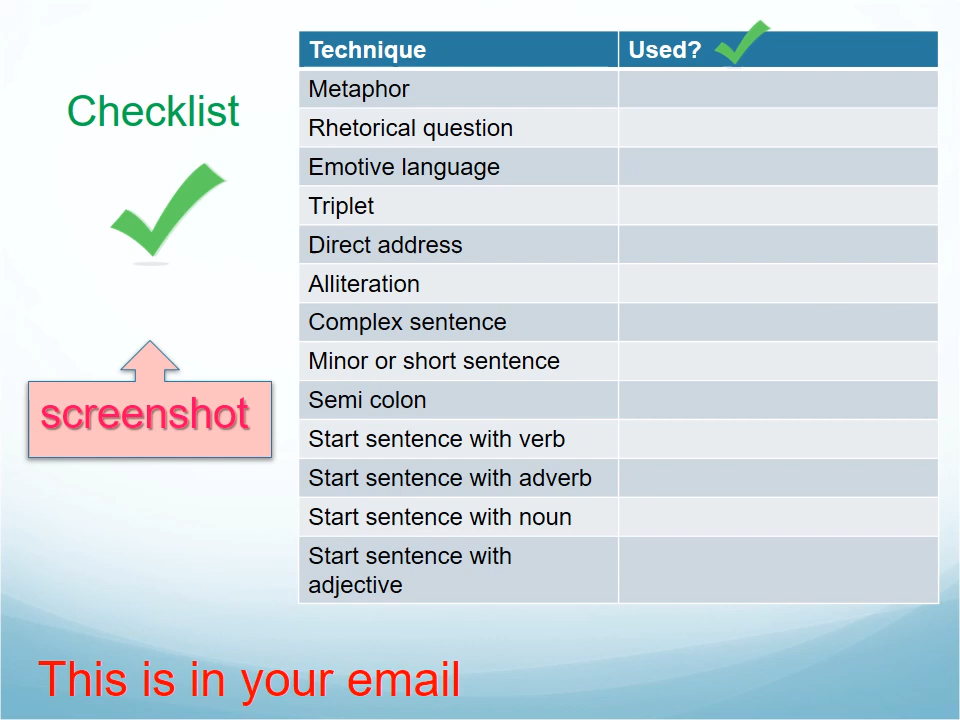 Checklist
screenshot
Technique Used?
Metaphor
Rhetorical question
Emotive language
Triplet
Direct address
Alliteration
Complex sentence
Minor or short sentence
Semi colon
Start sentence with verb
Start sentence with adverb
Start sentence with noun
Start sentence with
adjective
This is in your email